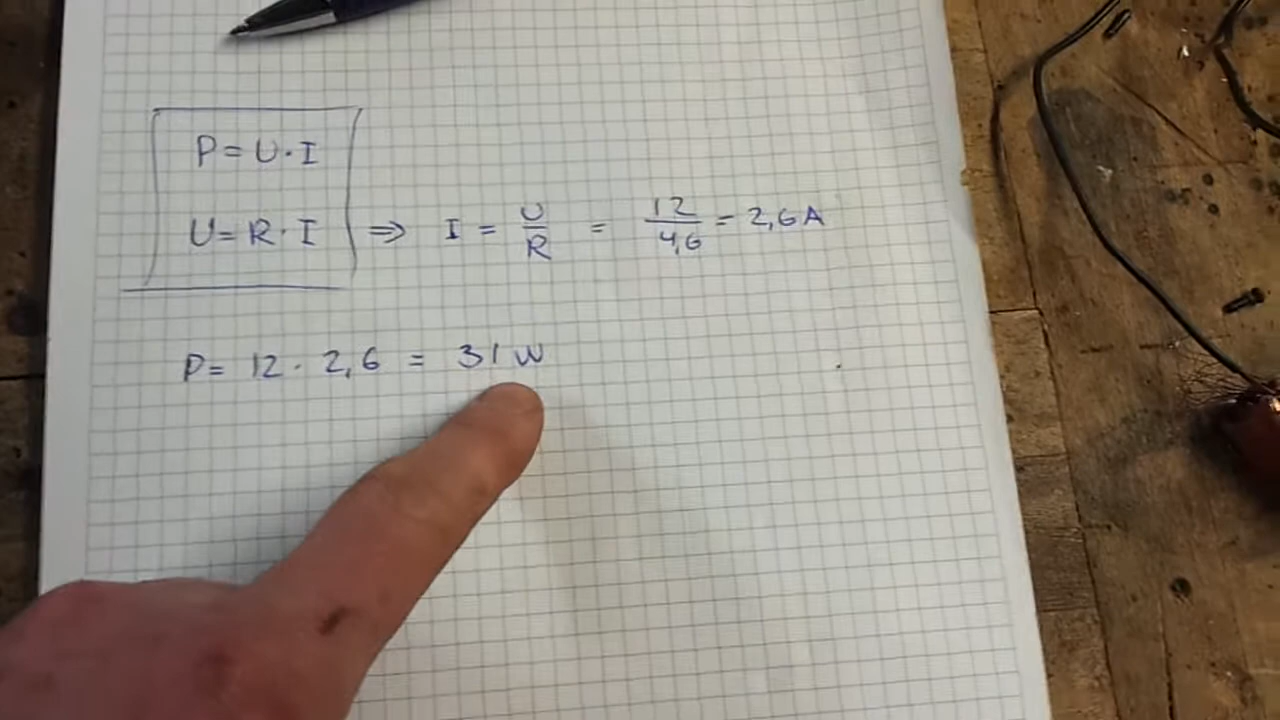 P = U · I
U = R · I ⇒ I = U/R = 12/4,6 = 2,6 A
P = 12 · 2,6 = 31 W